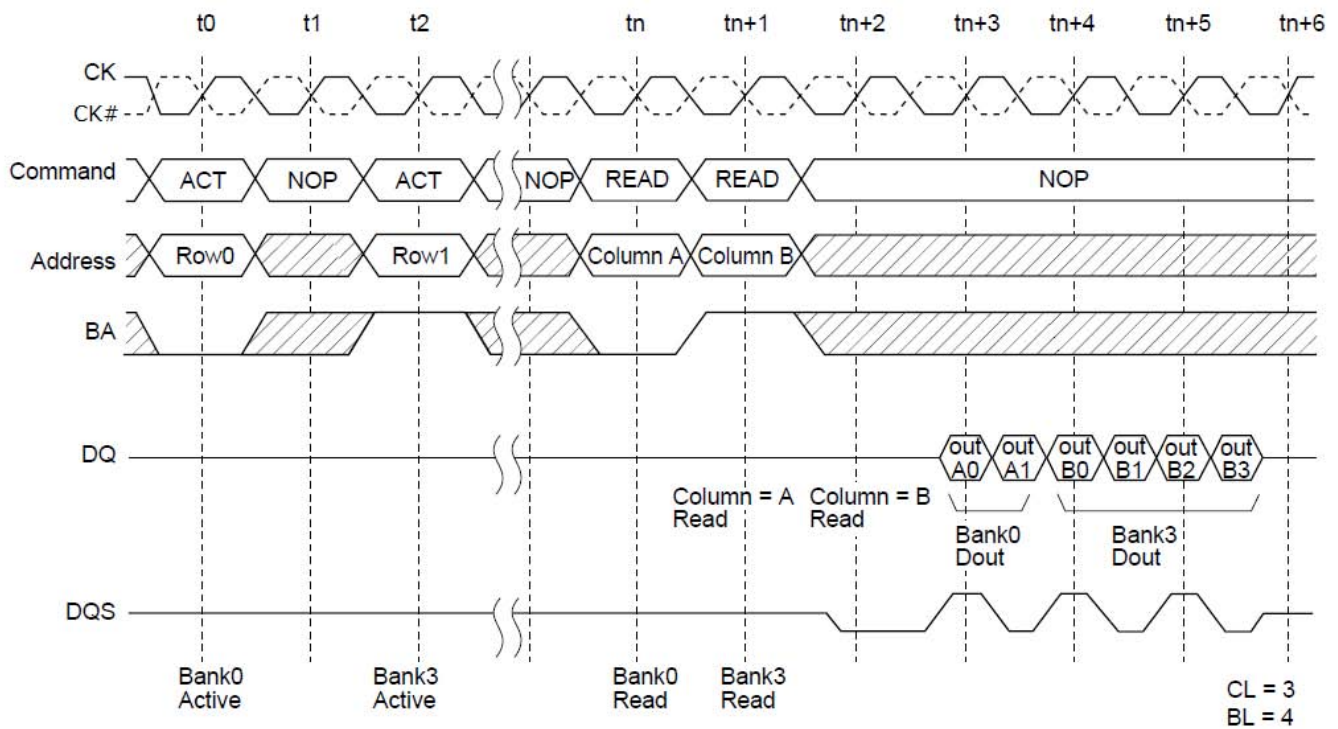 t0 t1 t2 tn tn+1 tn+2 tn+3 tn+4 tn+5 tn+6
CK
CK#
Command ACT NOP ACT NOP READ READ NOP
Address Row0 Row1 Column A Column B
BA
DQ out A0 out A1 out B0 out B1 out B2 out B3
Column = A Read Column = B Read
Bank0 Dout Bank3 Dout
DQS
Bank0 Active Bank3 Active Bank0 Read Bank3 Read
CL = 3
BL = 4